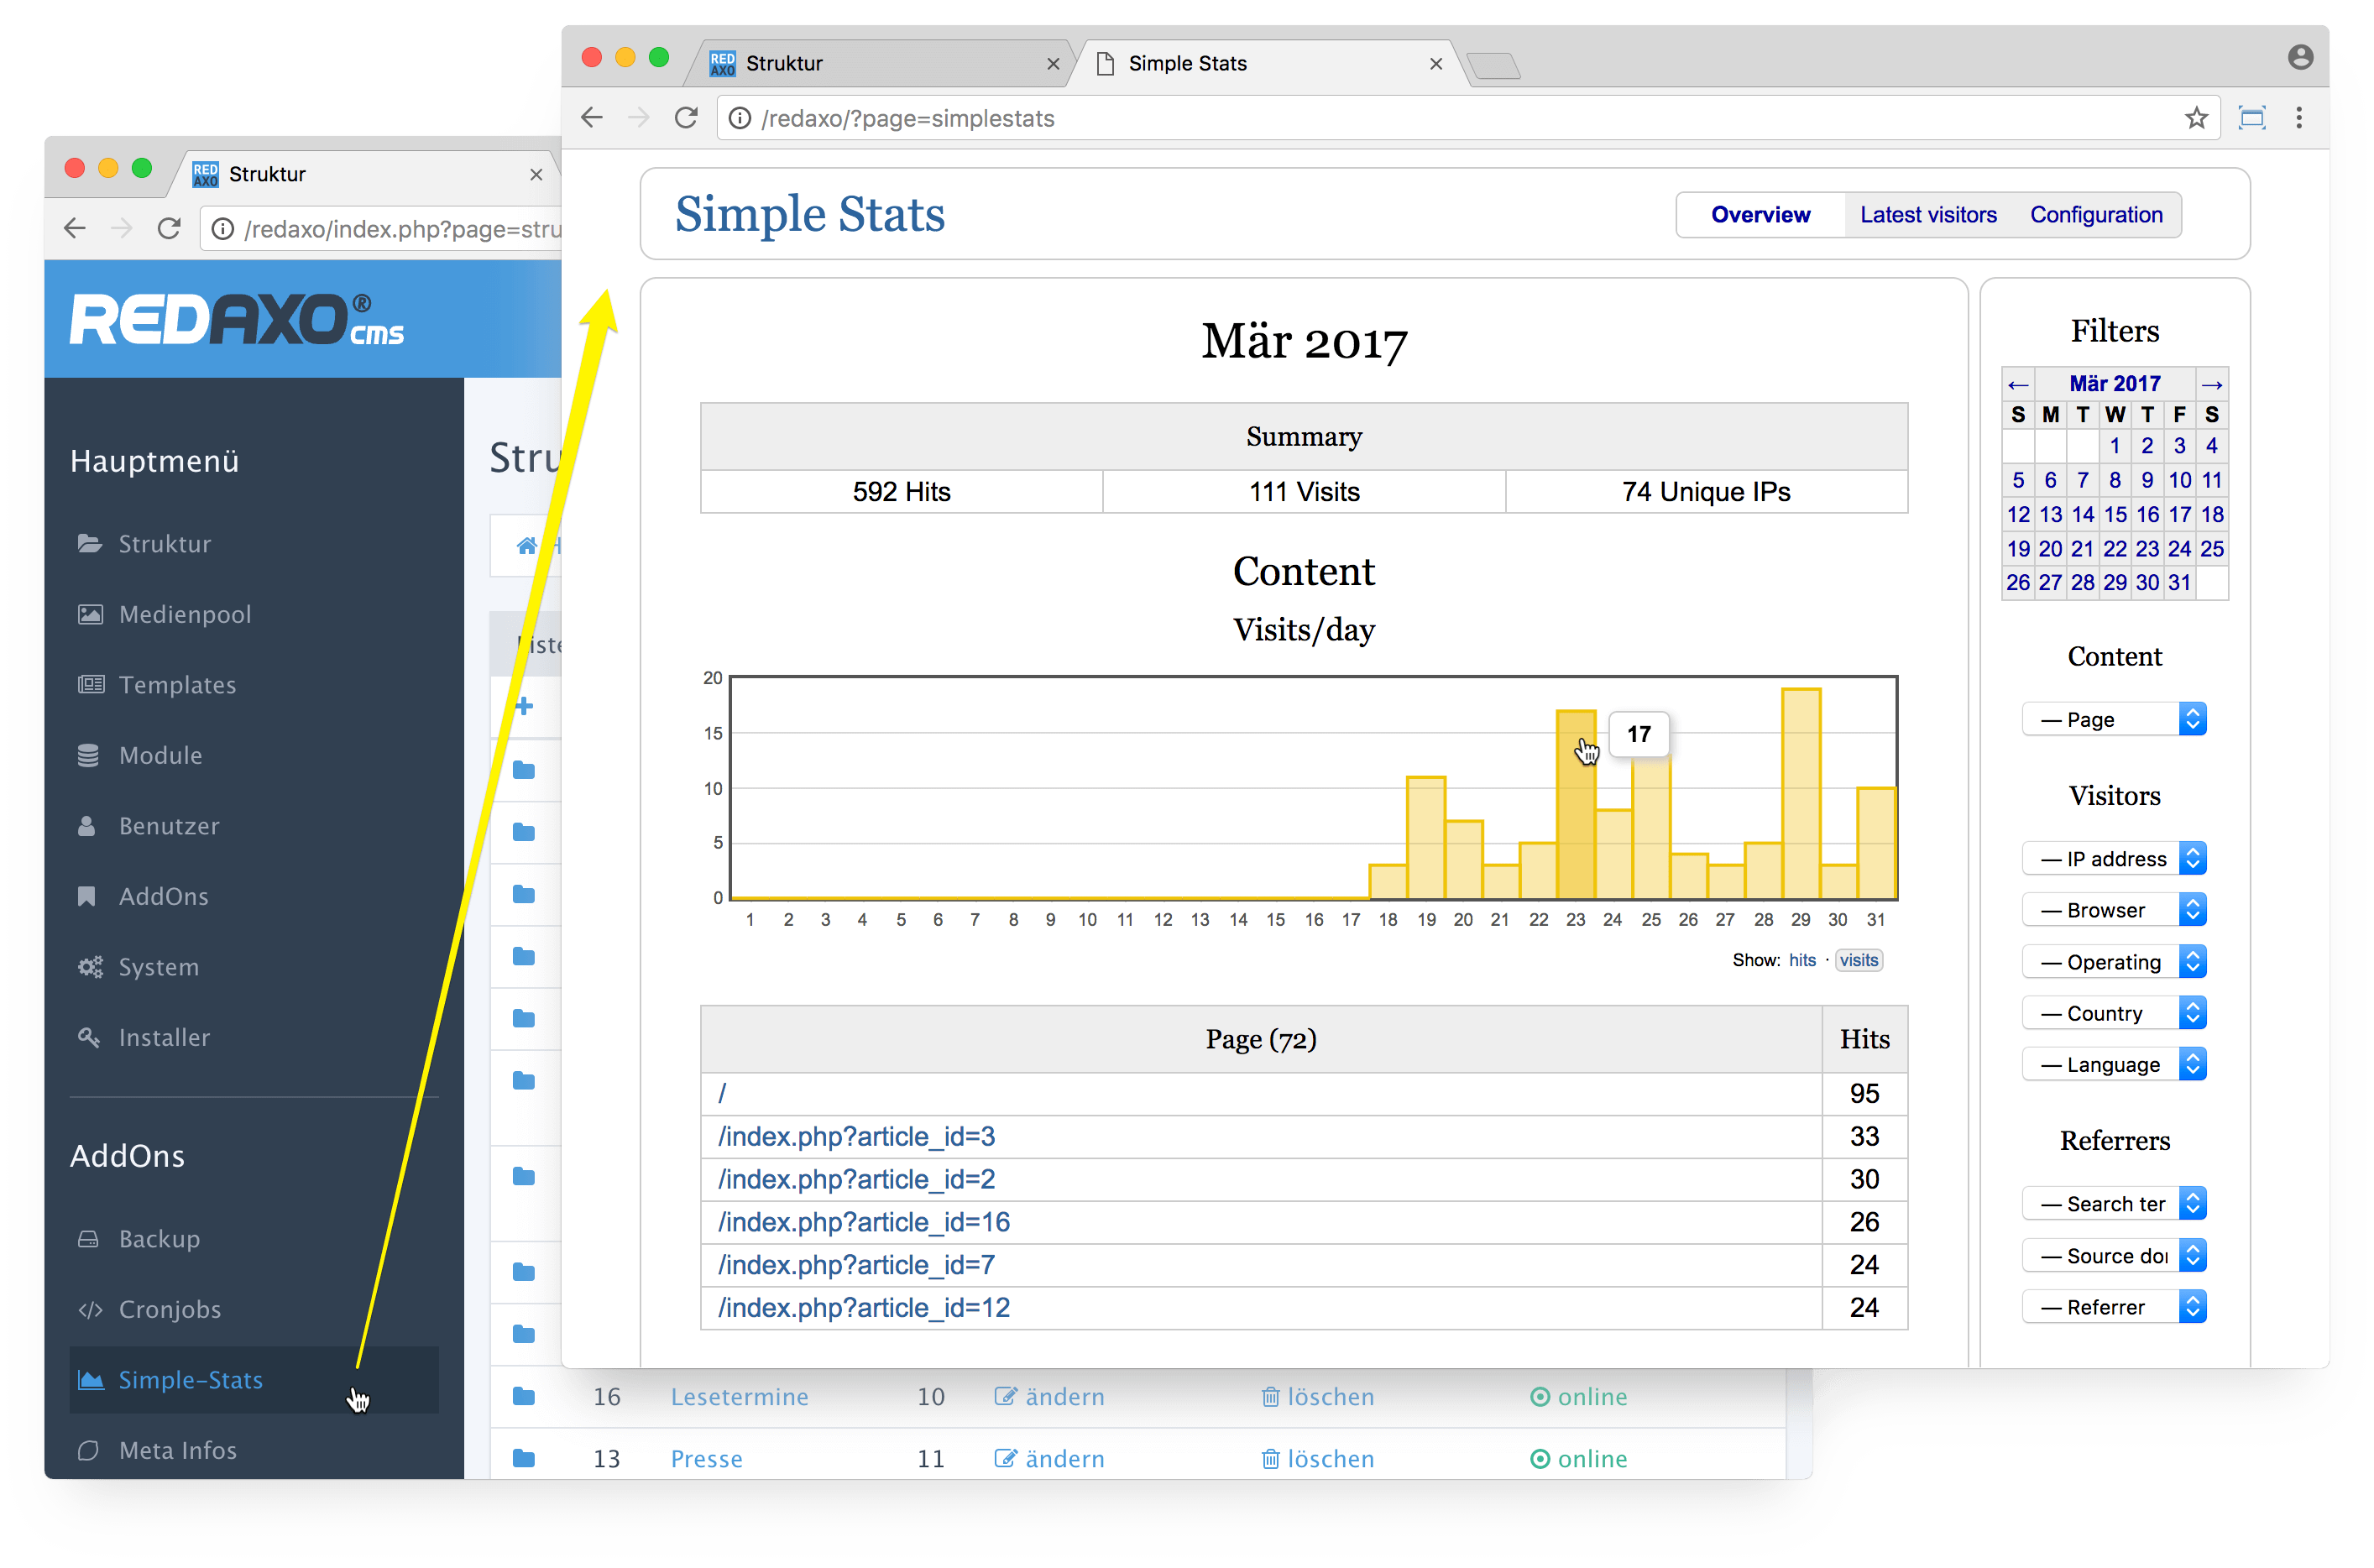 RED AXO Struktur
Simple Stats
/redaxo/?page=simplestats
RED AXO Struktur
/redaxo/index.php?page=stru
REDAXO® cms
Hauptmenü
Struktur
Medienpool
Templates
Module
Benutzer
AddOns
System
Installer
AddOns
Backup
Cronjobs
Simple-Stats
Meta Infos
Stru
H
Liste
16 Lesetermine 10 ändern löschen online
13 Presse 11 ändern löschen online
Simple Stats
Overview Latest visitors Configuration
Mär 2017
Summary
592 Hits 111 Visits 74 Unique IPs
Content
Visits/day
20
15
10
5
0
17
1 2 3 4 5 6 7 8 9 10 11 12 13 14 15 16 17 18 19 20 21 22 23 24 25 26 27 28 29 30 31
Show: hits · visits
Page (72) Hits
/ 95
/index.php?article_id=3 33
/index.php?article_id=2 30
/index.php?article_id=16 26
/index.php?article_id=7 24
/index.php?article_id=12 24
Filters
← Mär 2017 →
S M T W T F S
1 2 3 4
5 6 7 8 9 10 11
12 13 14 15 16 17 18
19 20 21 22 23 24 25
26 27 28 29 30 31
Content
— Page
Visitors
— IP address
— Browser
— Operating
— Country
— Language
Referrers
— Search ter
— Source do
— Referrer